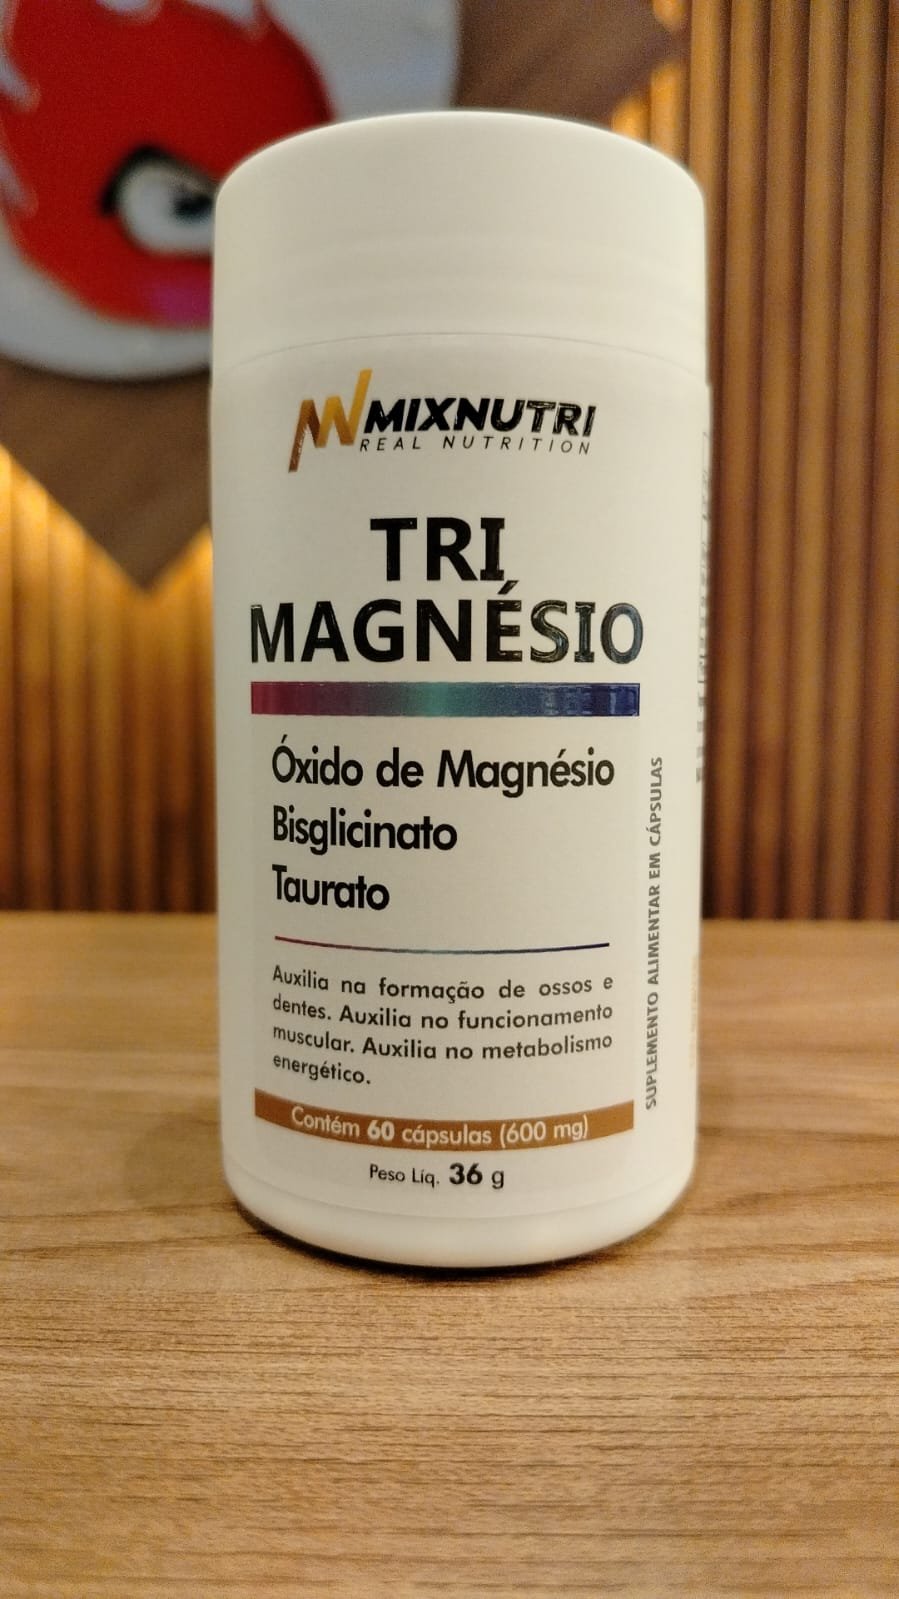 MIXNUTRI
REAL NUTRITION
TRI
MAGNÉSIO
Óxido de Magnésio
Bisglicinato
Taurato
Auxilia na formação de ossos e
dentes. Auxilia no funcionamento
muscular. Auxilia no metabolismo
energético.
Contém 60 cápsulas (600 mg)
Peso Líq. 36 g
SUPLEMENTO ALIMENTAR EM CÁPSULAS